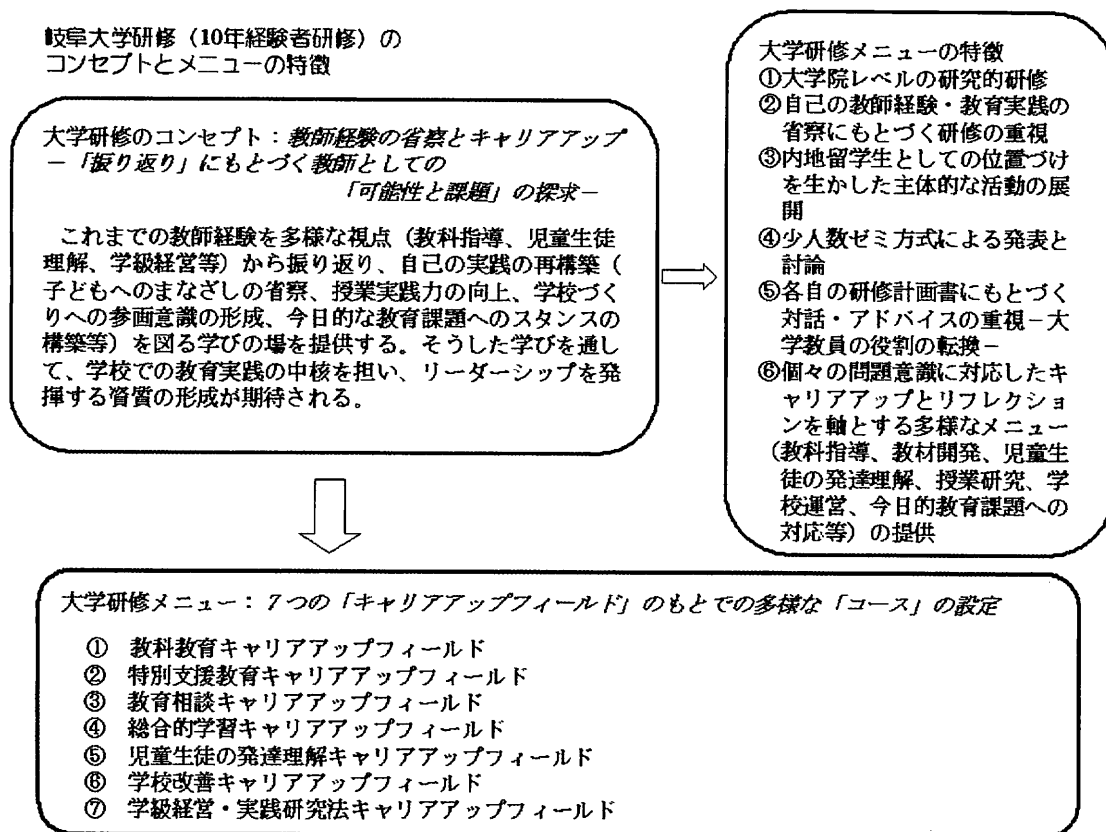 岐阜大学研修（10年経験者研修）の
コンセプトとメニューの特徴
大学研修のコンセプト：教師経験の省察とキャリアアップ
－「振り返り」にもとづく教師としての
「可能性と課題」の探求－
これまでの教師経験を多様な視点（教科指導、児童生徒
理解、学級経営等）から振り返り、自己の実践の再構築（
子どもへのまなざしの省察、授業実践力の向上、学校づく
りへの参画意識の形成、今日的な教育課題へのスタンスの
構築等）を図る学びの場を提供する。そうした学びを通し
て、学校での教育実践の中核を担い、リーダーシップを発
揮する資質の形成が期待される。
大学研修メニューの特徴
①大学院レベルの研究的研修
②自己の教師経験・教育実践の
省察にもとづく研修の重視
③内地留学生としての位置づけ
を生かした主体的な活動の展
開
④少人数ゼミ方式による発表と
討論
⑤各自の研修計画書にもとづく
対話・アドバイスの重視－大
学教員の役割の転換－
⑥個々の問題意識に対応したキ
ャリアアップとリフレクショ
ンを軸とする多様なメニュー
（教科指導、教材開発、児童生
徒の発達理解、授業研究、学
校運営、今日的教育課題への
対応等）の提供
大学研修メニュー：7つの「キャリアアップフィールド」のもとでの多様な「コース」の設定
① 教科教育キャリアアップフィールド
② 特別支援教育キャリアアップフィールド
③ 教育相談キャリアアップフィールド
④ 総合的学習キャリアアップフィールド
⑤ 児童生徒の発達理解キャリアアップフィールド
⑥ 学校改善キャリアアップフィールド
⑦ 学級経営・実践研究法キャリアアップフィールド